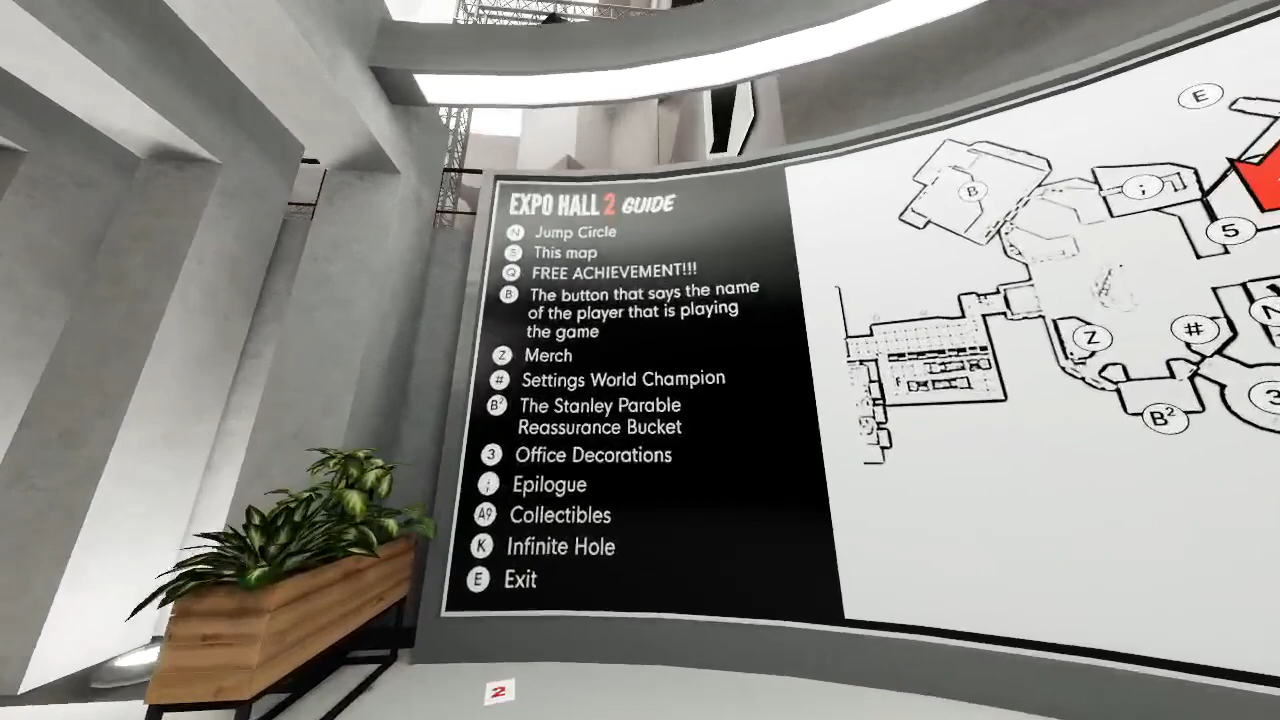 EXPO HALL 2 GUIDE
N Jump Circle
5 This map
Q FREE ACHIEVEMENT!!!
B The button that says the name
of the player that is playing
the game
Z Merch
# Settings World Champion
B² The Stanley Parable
Reassurance Bucket
3 Office Decorations
; Epilogue
A9 Collectibles
K Infinite Hole
E Exit
E
B
;
5
N
Z
#
B²
3
2